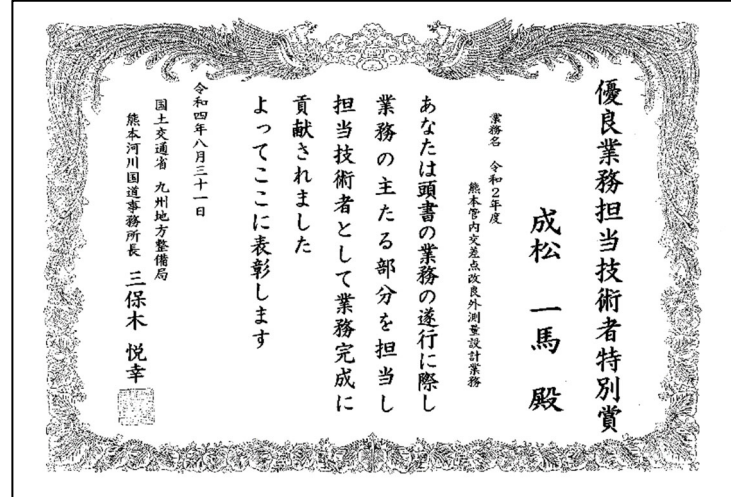 優良業務担当技術者特別賞
成松 一馬 殿
業務名 令和2年度
熊本管内交差点改良外測量設計業務
あなたは頭書の業務の遂行に際し
業務の主たる部分を担当し
担当技術者として業務完成に
貢献されました
よってここに表彰します
令和四年八月三十一日
国土交通省 九州地方整備局
熊本河川国道事務所長 三保木 悦幸